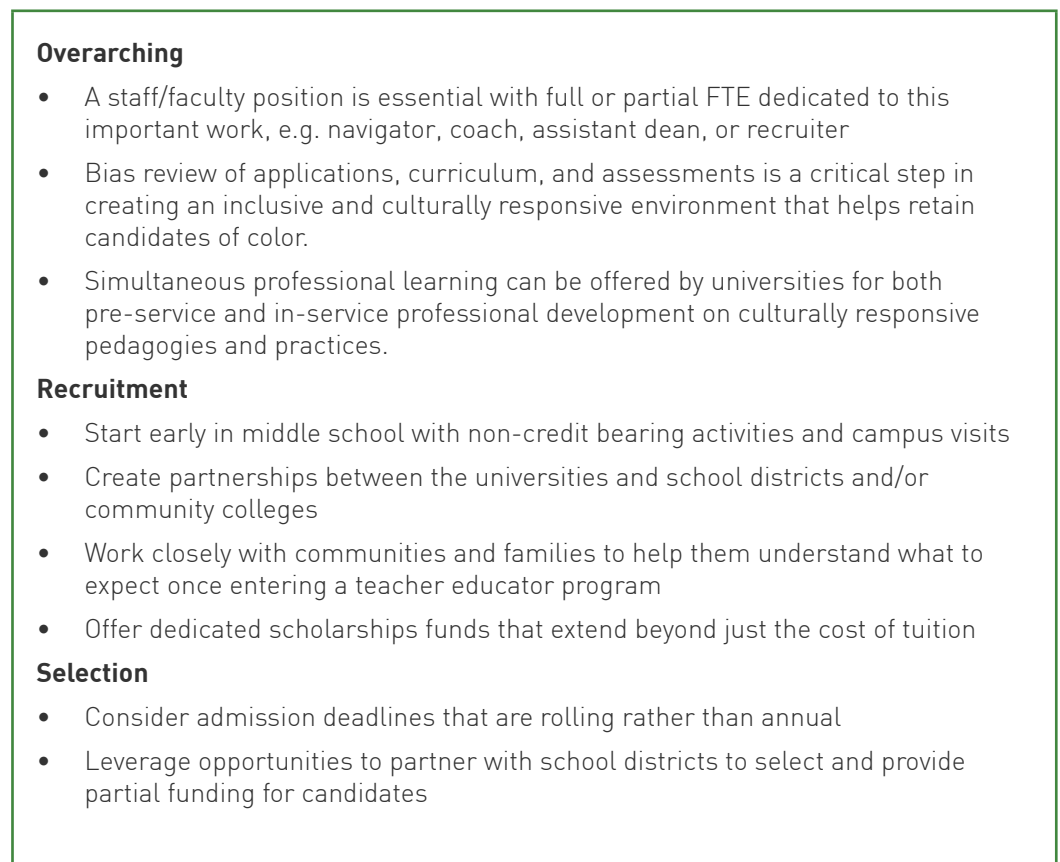 Overarching
• A staff/faculty position is essential with full or partial FTE dedicated to this
important work, e.g. navigator, coach, assistant dean, or recruiter
• Bias review of applications, curriculum, and assessments is a critical step in
creating an inclusive and culturally responsive environment that helps retain
candidates of color.
• Simultaneous professional learning can be offered by universities for both
pre-service and in-service professional development on culturally responsive
pedagogies and practices.
Recruitment
• Start early in middle school with non-credit bearing activities and campus visits
• Create partnerships between the universities and school districts and/or
community colleges
• Work closely with communities and families to help them understand what to
expect once entering a teacher educator program
• Offer dedicated scholarships funds that extend beyond just the cost of tuition
Selection
• Consider admission deadlines that are rolling rather than annual
• Leverage opportunities to partner with school districts to select and provide
partial funding for candidates